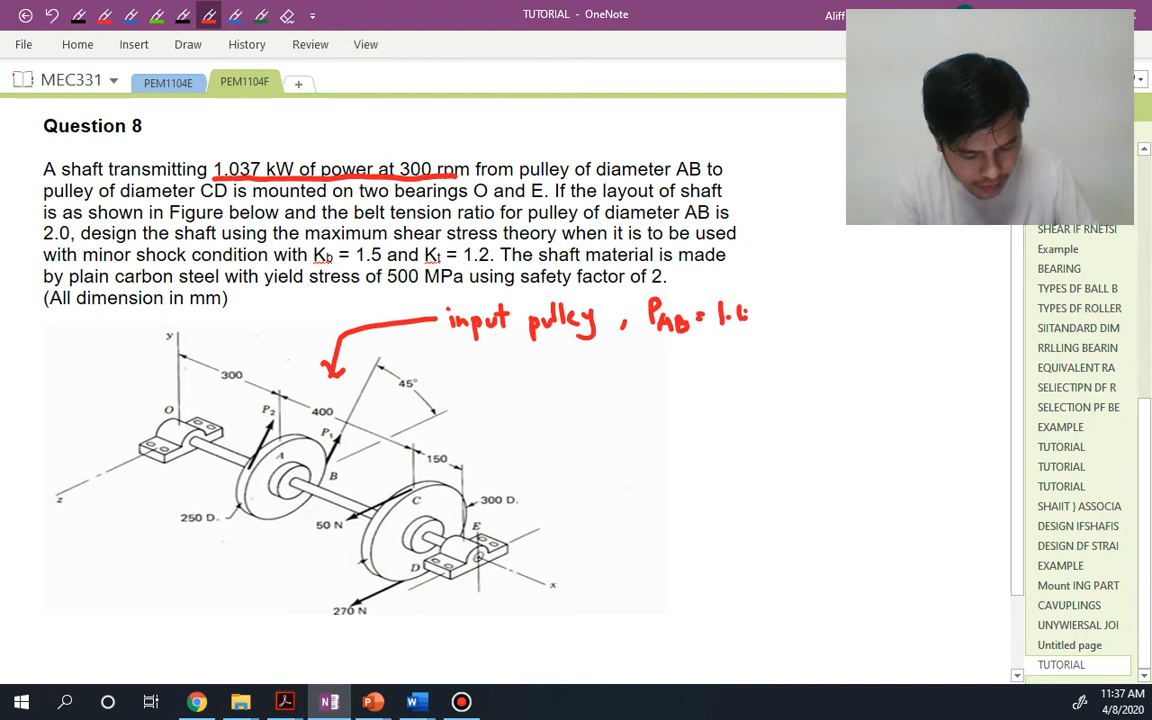 TUTORIAL - OneNote
Aliff
File Home Insert Draw History Review View
MEC331 PEM1104E PEM1104F +
Question 8
A shaft transmitting 1.037 kW of power at 300 rpm from pulley of diameter AB to
pulley of diameter CD is mounted on two bearings O and E. If the layout of shaft
is as shown in Figure below and the belt tension ratio for pulley of diameter AB is
2.0, design the shaft using the maximum shear stress theory when it is to be used
with minor shock condition with Kb = 1.5 and Kt = 1.2. The shaft material is made
by plain carbon steel with yield stress of 500 MPa using safety factor of 2.
(All dimension in mm)
input pulley , PAB =
y
300
45°
O
P2
400
P1
A
150
B
z
C
300 D.
250 D.
50 N
E
D
x
270 N
SHEAR IF RNETSI
Example
BEARING
TYPES DF BALL B
TYPES DF ROLLER
SIITANDARD DIM
RRLLING BEARIN
EQUIVALENT RA
SELIECTIPN DF R
SELECTION PF BE
EXAMPLE
TUTORIAL
TUTORIAL
TUTORIAL
SHAIIT } ASSOCIA
DESIGN IFSHAFIS
DESIGN DF STRAI
EXAMPLE
Mount ING PART
CAVUPLINGS
UNYWIERSAL JOI
Untitled page
TUTORIAL
11:37 AM
4/8/2020